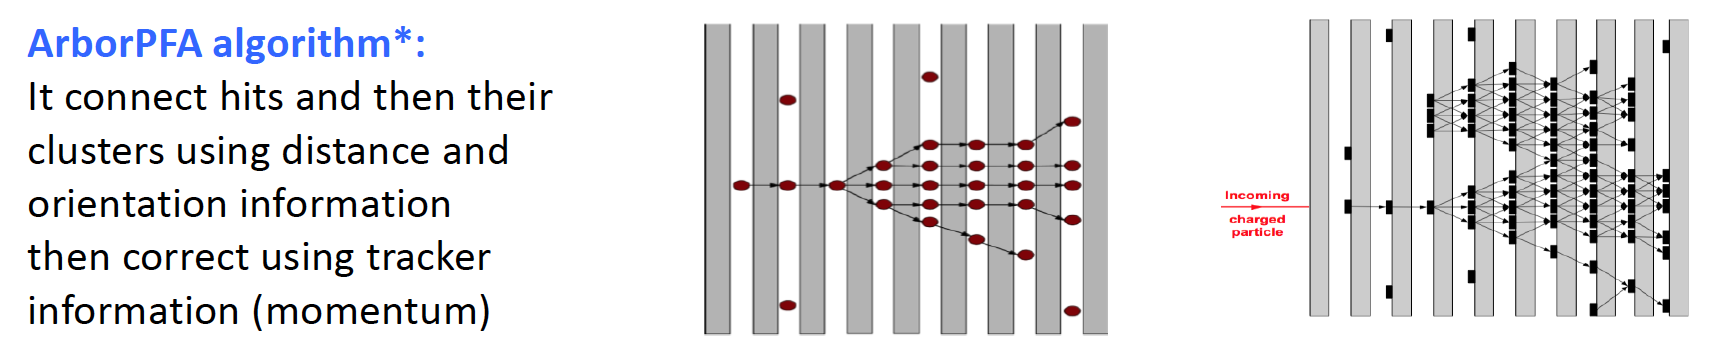 ArborPFA algorithm*:
It connect hits and then their
clusters using distance and
orientation information
then correct using tracker
information (momentum)
Incoming
charged
particle